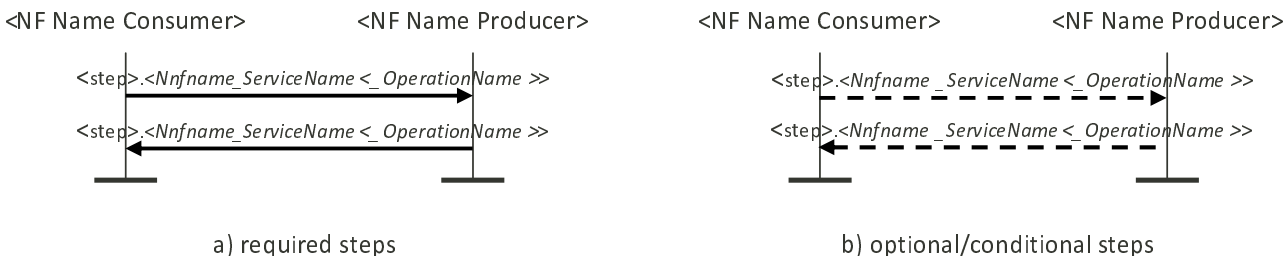 <NF Name Consumer> <NF Name Producer>
<step>.<Nnfname_ServiceName <_OperationName >>
<step>.<Nnfname_ServiceName <_OperationName >>
a) required steps
<NF Name Consumer> <NF Name Producer>
<step>.<Nnfname _ServiceName <_OperationName >>
<step>.<Nnfname _ServiceName <_OperationName >>
b) optional/conditional steps